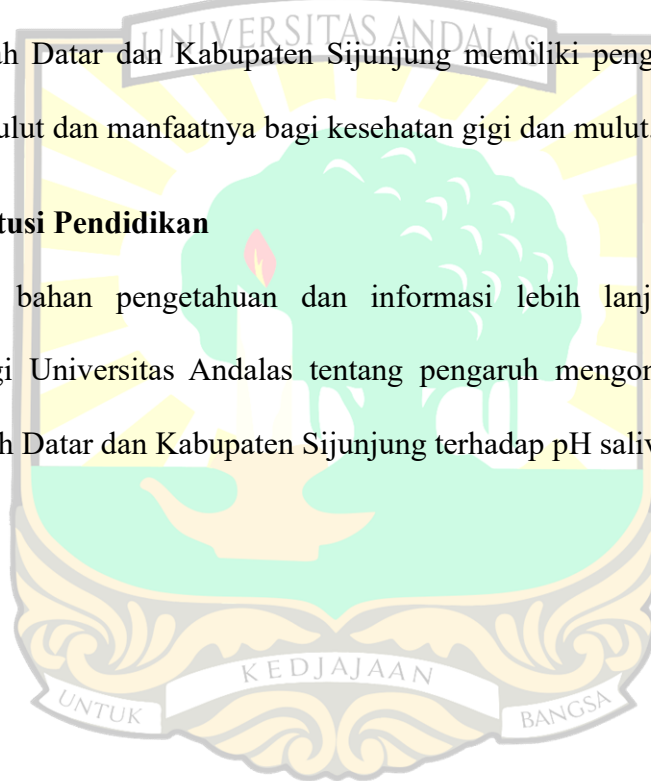 UNIVERSITAS ANDALAS
ah Datar dan Kabupaten Sijunjung memiliki peng
ulut dan manfaatnya bagi kesehatan gigi dan mulut.
tusi Pendidikan
bahan pengetahuan dan informasi lebih lanj
gi Universitas Andalas tentang pengaruh mengon
h Datar dan Kabupaten Sijunjung terhadap pH saliv
UNTUK KEDJAJAAN BANGSA